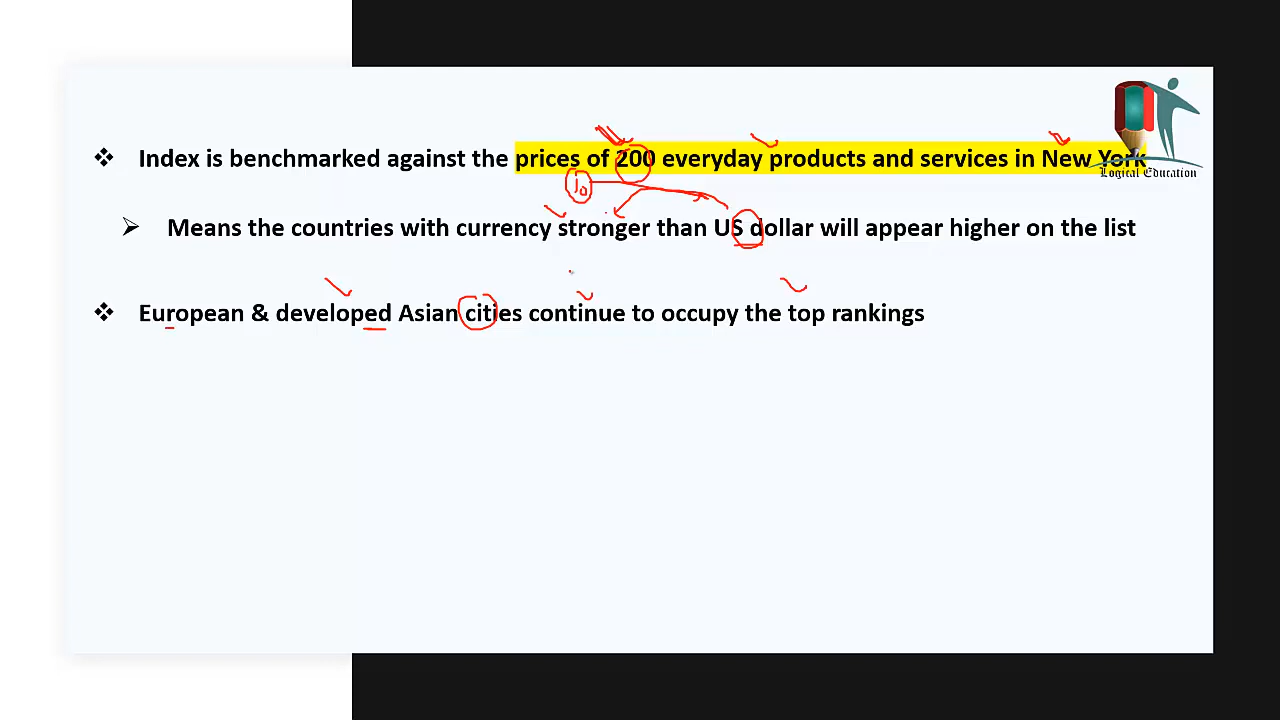 Index is benchmarked against the prices of 200 everyday products and services in New York
Logical Education
10
Means the countries with currency stronger than US dollar will appear higher on the list
European & developed Asian cities continue to occupy the top rankings